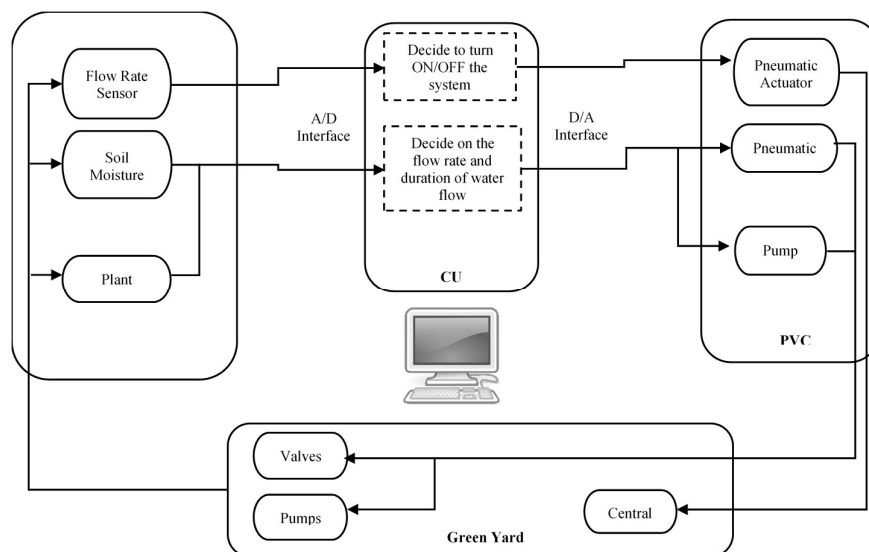 Flow Rate
Sensor
Soil
Moisture
Plant
A/D
Interface
Decide to turn
ON/OFF the
system
Decide on the
flow rate and
duration of water
flow
CU
D/A
Interface
Pneumatic
Actuator
Pneumatic
Pump
PVC
Valves
Pumps
Central
Green Yard